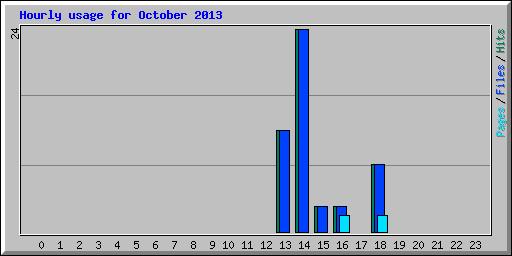 Hourly usage for October 2013
24
Pages/Files/Hits
0 1 2 3 4 5 6 7 8 9 10 11 12 13 14 15 16 17 18 19 20 21 22 23